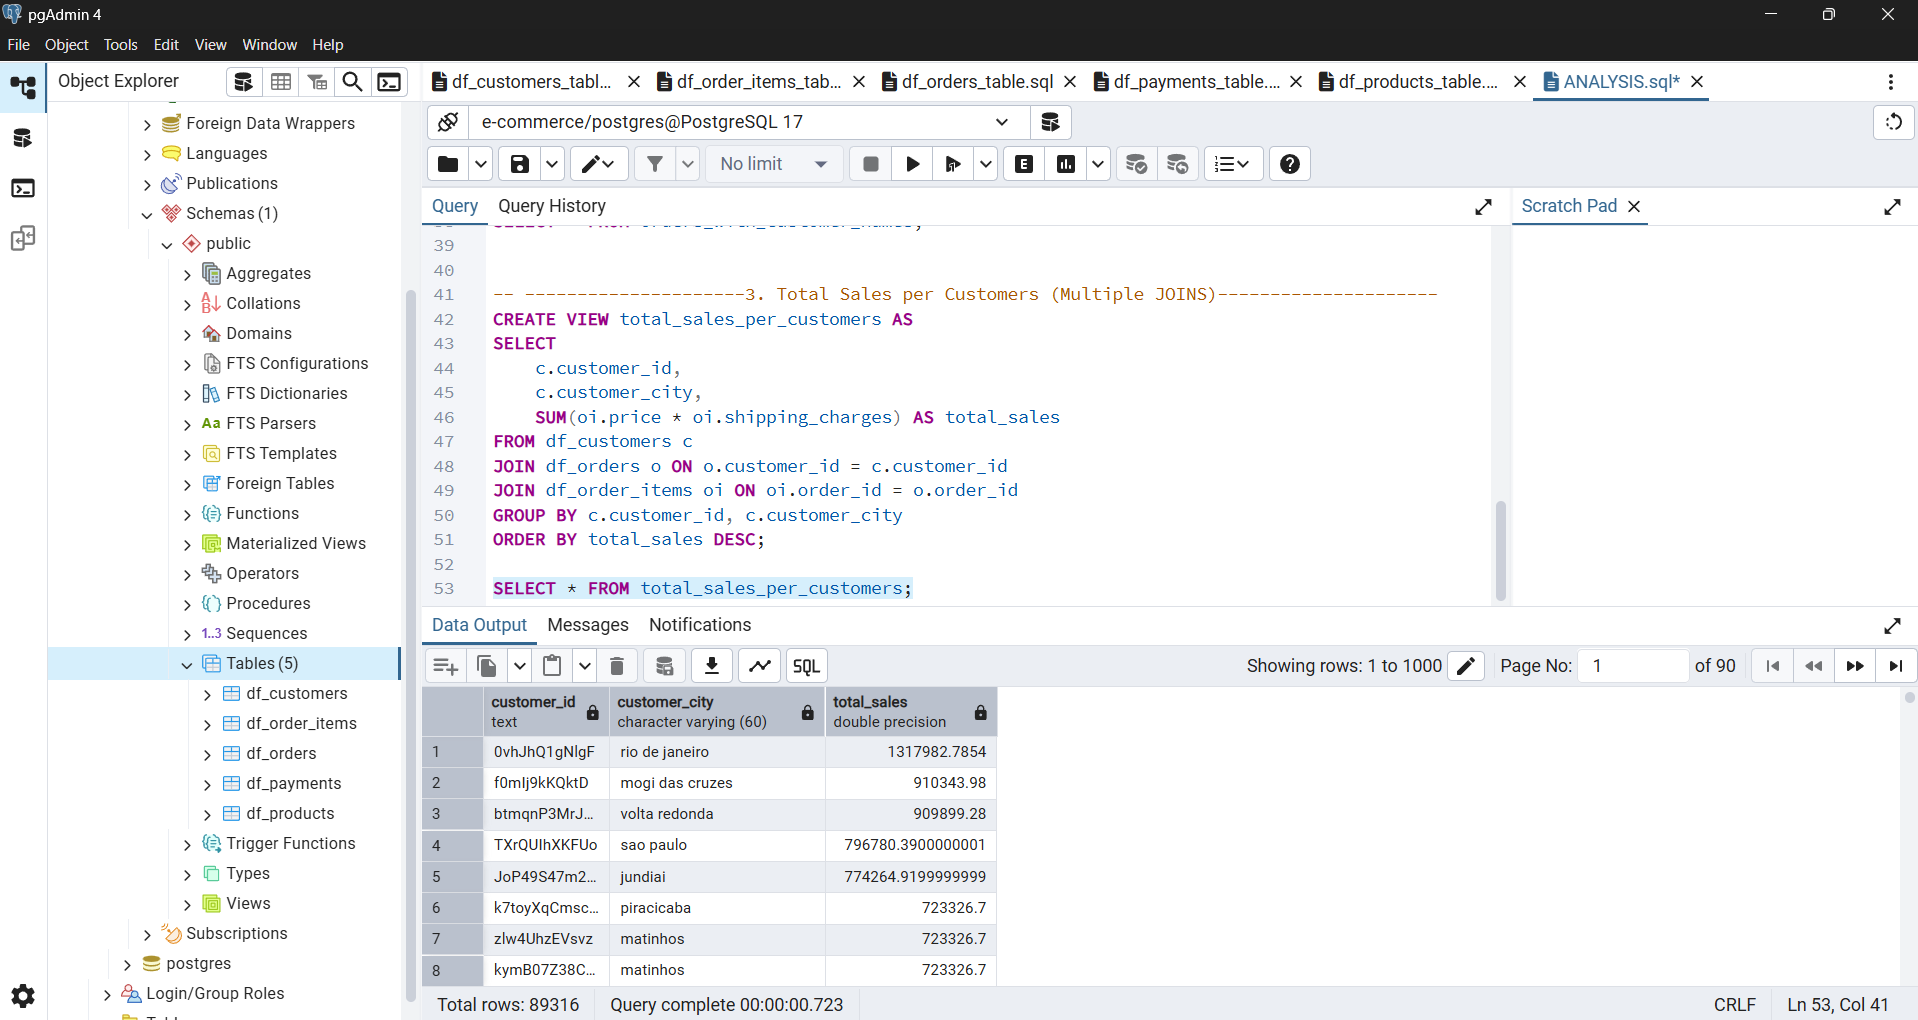 pgAdmin 4
File Object Tools Edit View Window Help
Object Explorer
df_customers_tabl...
df_order_items_tab...
df_orders_table.sql
df_payments_table....
df_products_table....
ANALYSIS.sql*
Foreign Data Wrappers
Languages
Publications
Schemas (1)
public
Aggregates
Collations
Domains
FTS Configurations
FTS Dictionaries
Aa FTS Parsers
FTS Templates
Foreign Tables
Functions
Materialized Views
Operators
Procedures
1..3 Sequences
Tables (5)
df_customers
df_order_items
df_orders
df_payments
df_products
Trigger Functions
Types
Views
Subscriptions
postgres
Login/Group Roles
e-commerce/postgres@PostgreSQL 17
No limit
E
Query Query History
Scratch Pad
39
40
41 -- ---------------------3. Total Sales per Customers (Multiple JOINS)---------------------
42 CREATE VIEW total_sales_per_customers AS
43 SELECT
44 c.customer_id,
45 c.customer_city,
46 SUM(oi.price * oi.shipping_charges) AS total_sales
47 FROM df_customers c
48 JOIN df_orders o ON o.customer_id = c.customer_id
49 JOIN df_order_items oi ON oi.order_id = o.order_id
50 GROUP BY c.customer_id, c.customer_city
51 ORDER BY total_sales DESC;
52
53 SELECT * FROM total_sales_per_customers;
Data Output Messages Notifications
SQL
Showing rows: 1 to 1000 Page No: 1 of 90
customer_id customer_city total_sales
text character varying (60) double precision
1 0vhJhQ1gNlgF rio de janeiro 1317982.7854
2 f0mlj9kKQktD mogi das cruzes 910343.98
3 btmqnP3MrJ... volta redonda 909899.28
4 TXrQUIhXKFUo sao paulo 796780.3900000001
5 JoP49S47m2... jundiai 774264.9199999999
6 k7toyXqCmsc... piracicaba 723326.7
7 zlw4UhzEVsvz matinhos 723326.7
8 kymB07Z38C... matinhos 723326.7
Total rows: 89316 Query complete 00:00:00.723 CRLF Ln 53, Col 41